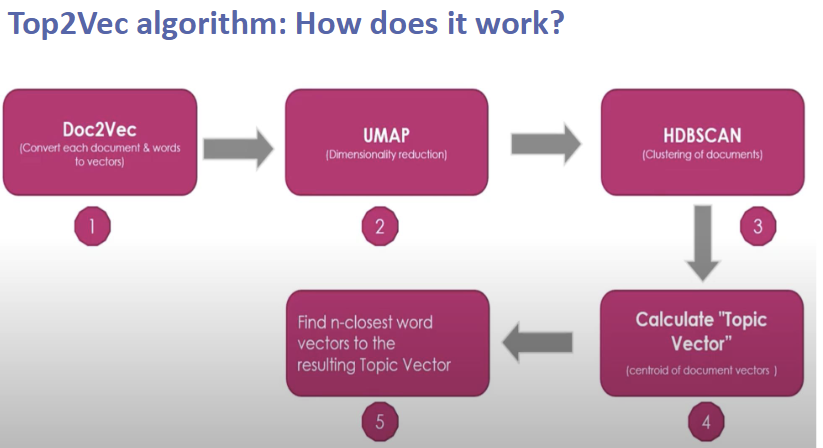 Top2Vec algorithm: How does it work?
Doc2Vec
(Convert each document & words
to vectors)
1
UMAP
(Dimensionality reduction)
2
HDBSCAN
(Clustering of documents)
3
Calculate "Topic
Vector"
(centroid of document vectors )
4
Find n-closest word
vectors to the
resulting Topic Vector
5